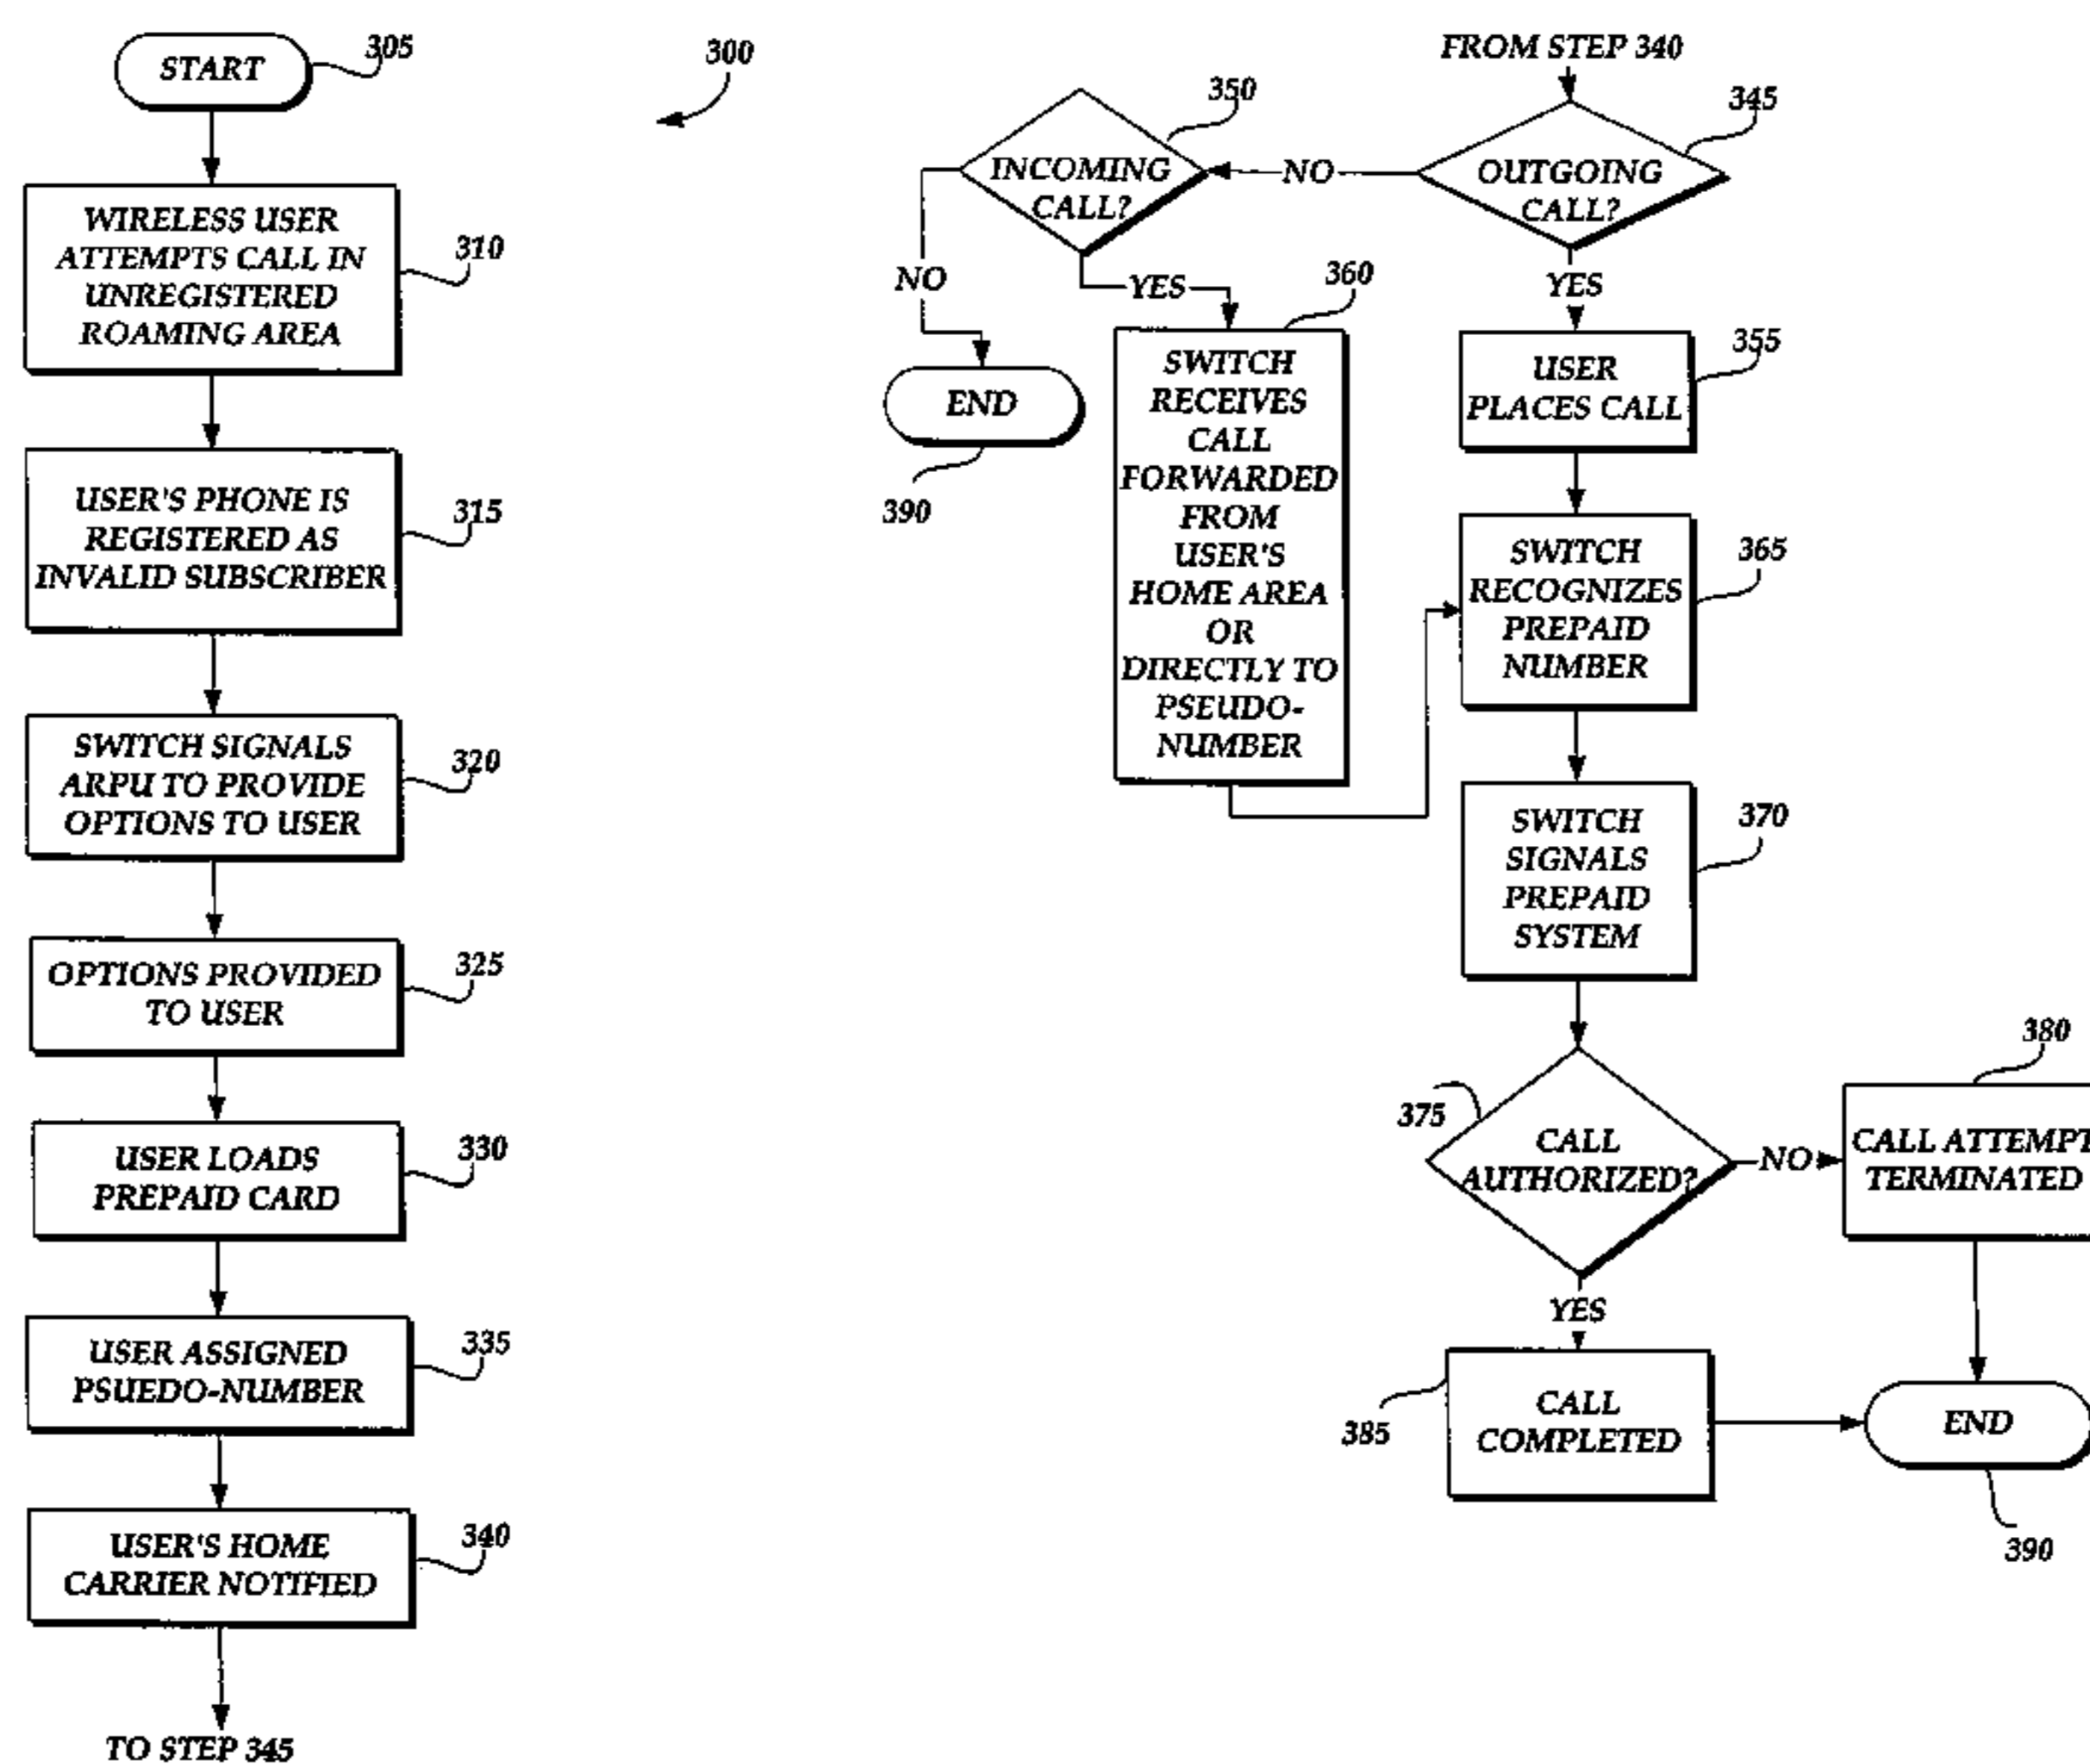 START
305
300
WIRELESS USER
ATTEMPTS CALL IN
UNREGISTERED
ROAMING AREA
310
USER'S PHONE IS
REGISTERED AS
INVALID SUBSCRIBER
315
SWITCH SIGNALS
ARPU TO PROVIDE
OPTIONS TO USER
320
OPTIONS PROVIDED
TO USER
325
USER LOADS
PREPAID CARD
330
USER ASSIGNED
PSUEDO-NUMBER
335
USER'S HOME
CARRIER NOTIFIED
340
TO STEP 345
FROM STEP 340
OUTGOING
CALL?
345
NO
INCOMING
CALL?
350
NO
END
390
YES
360
SWITCH
RECEIVES
CALL
FORWARDED
FROM
USER'S
HOME AREA
OR
DIRECTLY TO
PSEUDO-
NUMBER
YES
USER
PLACES CALL
355
SWITCH
RECOGNIZES
PREPAID
NUMBER
365
SWITCH
SIGNALS
PREPAID
SYSTEM
370
375
CALL
AUTHORIZED?
NO
380
CALL ATTEMPT
TERMINATED
YES
CALL
COMPLETED
385
END
390